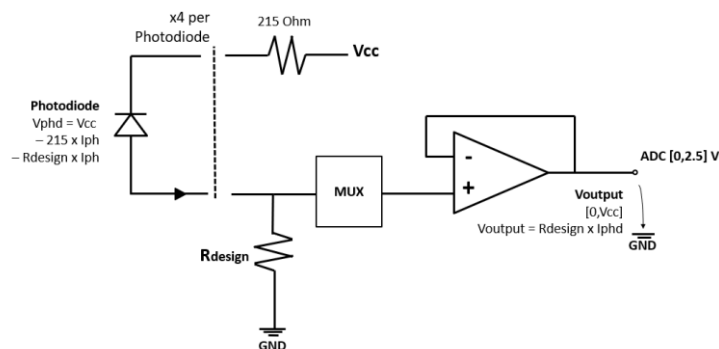 x4 per
Photodiode
215 Ohm
Vcc
Photodiode
Vphd = Vcc
– 215 x Iph
– Rdesign x Iph
MUX
-
+
ADC [0,2.5] V
Voutput
[0,Vcc]
Voutput = Rdesign x Iphd
GND
Rdesign
GND